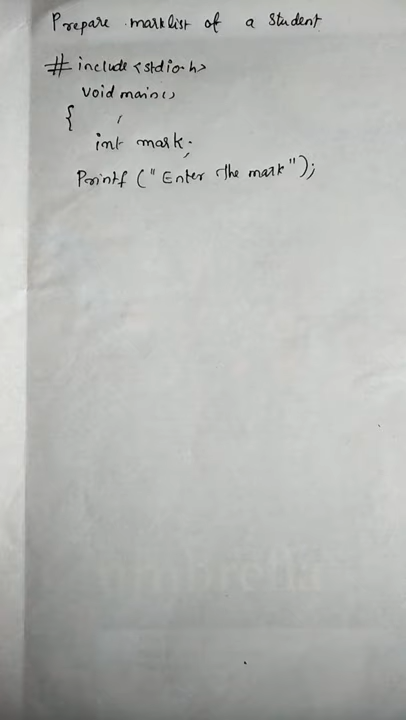 Prepare marklist of a Student
# include <stdio.h>
void main()
{
int mark;
Printf ("Enter the mark");